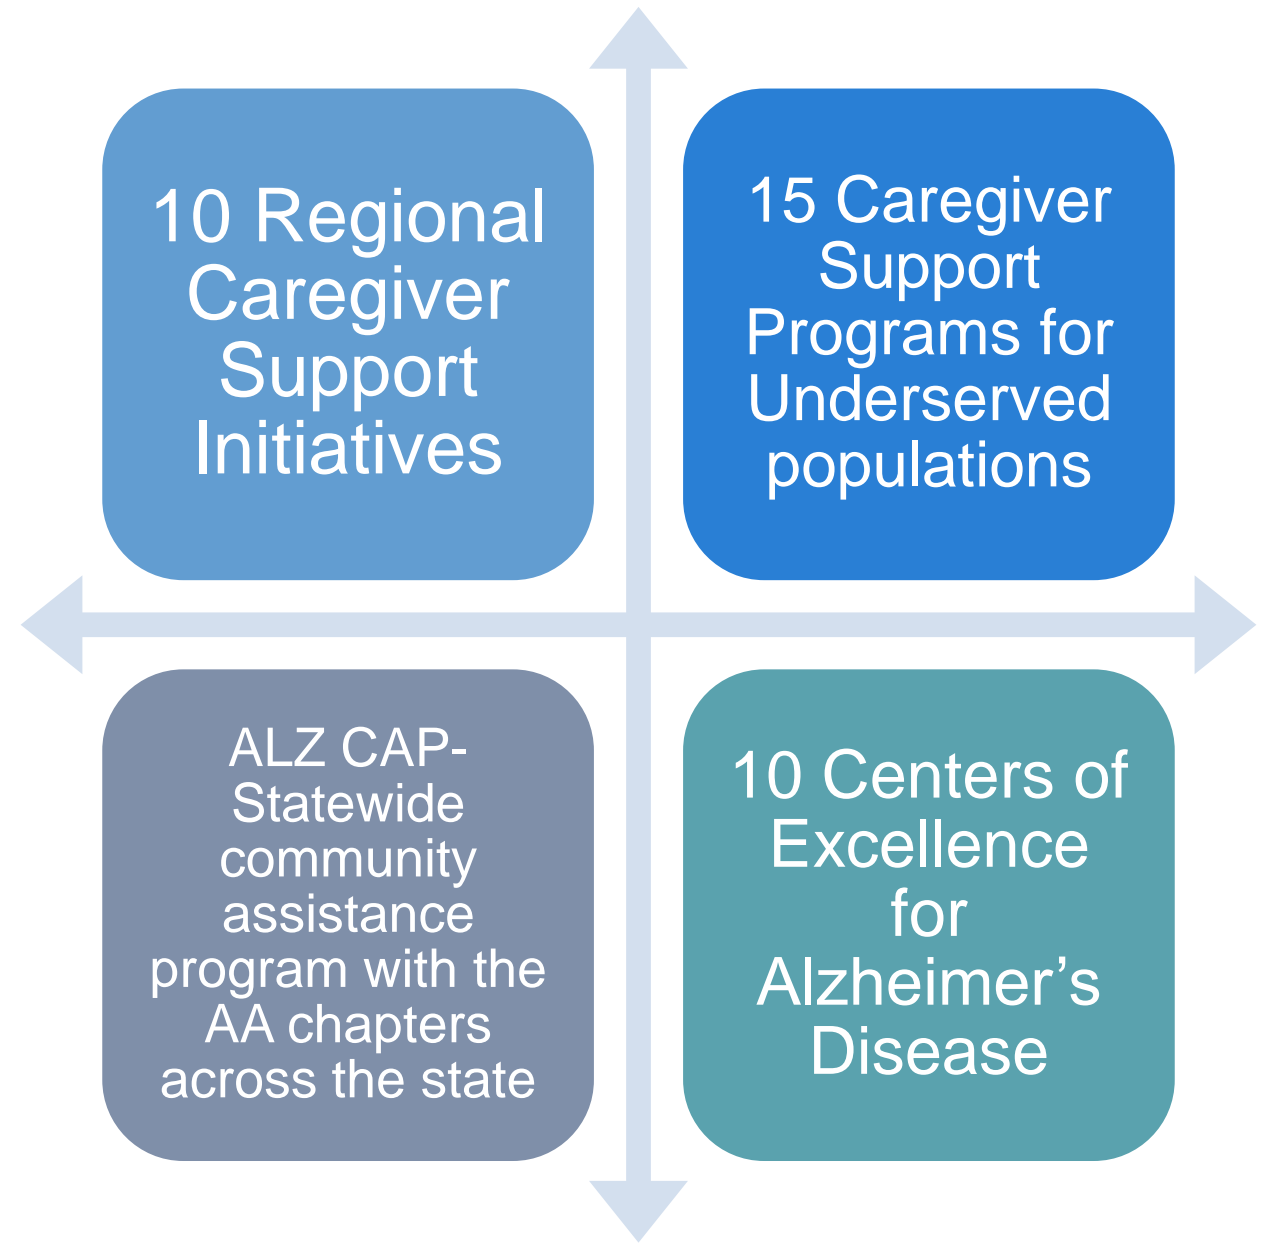 10 Regional
Caregiver
Support
Initiatives
15 Caregiver
Support
Programs for
Underserved
populations
ALZ CAP-
Statewide
community
assistance
program with the
AA chapters
across the state
10 Centers of
Excellence
for
Alzheimer’s
Disease